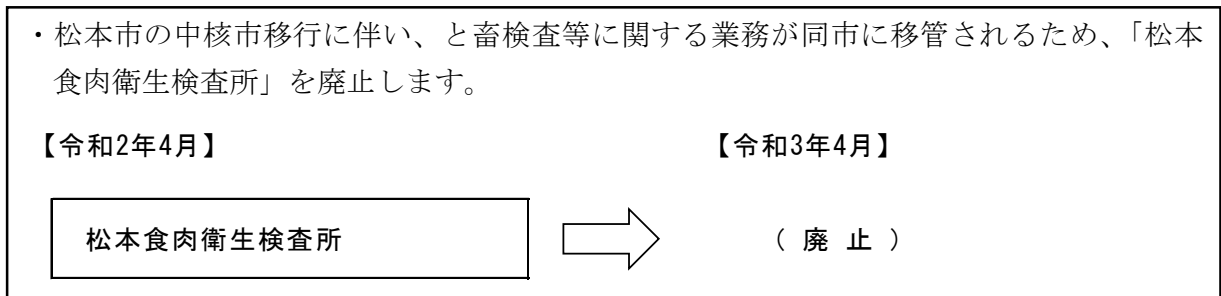 ・松本市の中核市移行に伴い、と畜検査等に関する業務が同市に移管されるため、「松本
食肉衛生検査所」を廃止します。
【令和2年4月】 【令和3年4月】
松本食肉衛生検査所 （ 廃 止 ）